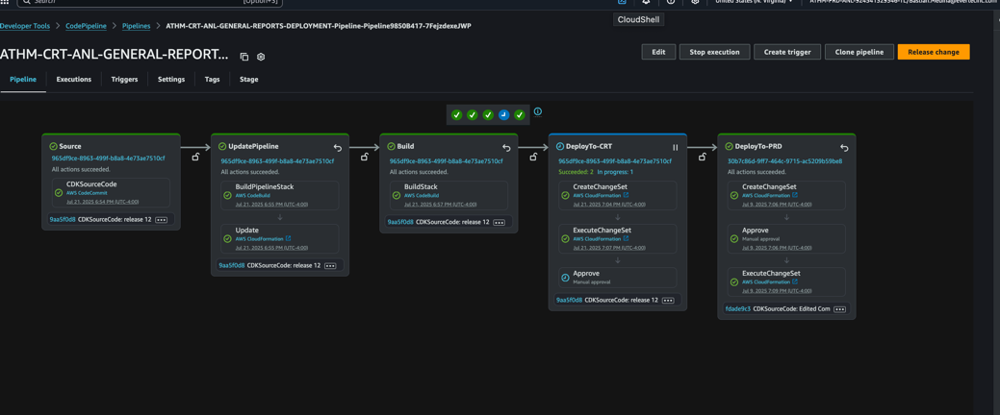 Search
[Option+S]
United States (N. Virginia)
CloudShell
Developer Tools > CodePipeline > Pipelines > ATHM-CRT-ANL-GENERAL-REPORTS-DEPLOYMENT-Pipeline-Pipeline9850B417-7FejzdexeJWP
ATHM-CRT-ANL-GENERAL-REPORT...
Edit
Stop execution
Create trigger
Clone pipeline
Release change
Pipeline
Executions
Triggers
Settings
Tags
Stage
Source
965df9ce-8963-499f-b8a8-4e73ae7510cf
All actions succeeded.
CDKSourceCode
AWS CodeCommit
Jul 21, 2025 6:54 PM (UTC-4:00)
9aa5f0d8 CDKSourceCode: release 12
UpdatePipeline
965df9ce-8963-499f-b8a8-4e73ae7510cf
All actions succeeded.
BuildPipelineStack
AWS CodeBuild
Jul 21, 2025 6:55 PM (UTC-4:00)
Update
AWS CloudFormation
Jul 21, 2025 6:55 PM (UTC-4:00)
9aa5f0d8 CDKSourceCode: release 12
Build
965df9ce-8963-499f-b8a8-4e73ae7510cf
All actions succeeded.
BuildStack
AWS CodeBuild
Jul 21, 2025 6:57 PM (UTC-4:00)
9aa5f0d8 CDKSourceCode: release 12
DeployTo-CRT
965df9ce-8963-499f-b8a8-4e73ae7510cf
Succeeded: 2 In progress: 1
CreateChangeSet
AWS CloudFormation
Jul 21, 2025 7:04 PM (UTC-4:00)
ExecuteChangeSet
AWS CloudFormation
Jul 21, 2025 7:07 PM (UTC-4:00)
Approve
Manual approval
9aa5f0d8 CDKSourceCode: release 12
DeployTo-PRD
30b7c86d-9ff7-464c-9715-ac5209b59be8
All actions succeeded.
CreateChangeSet
AWS CloudFormation
Jul 9, 2025 7:06 PM (UTC-4:00)
Approve
Manual approval
Jul 9, 2025 7:06 PM (UTC-4:00)
ExecuteChangeSet
AWS CloudFormation
Jul 9, 2025 7:09 PM (UTC-4:00)
fdade9c3 CDKSourceCode: Edited Com